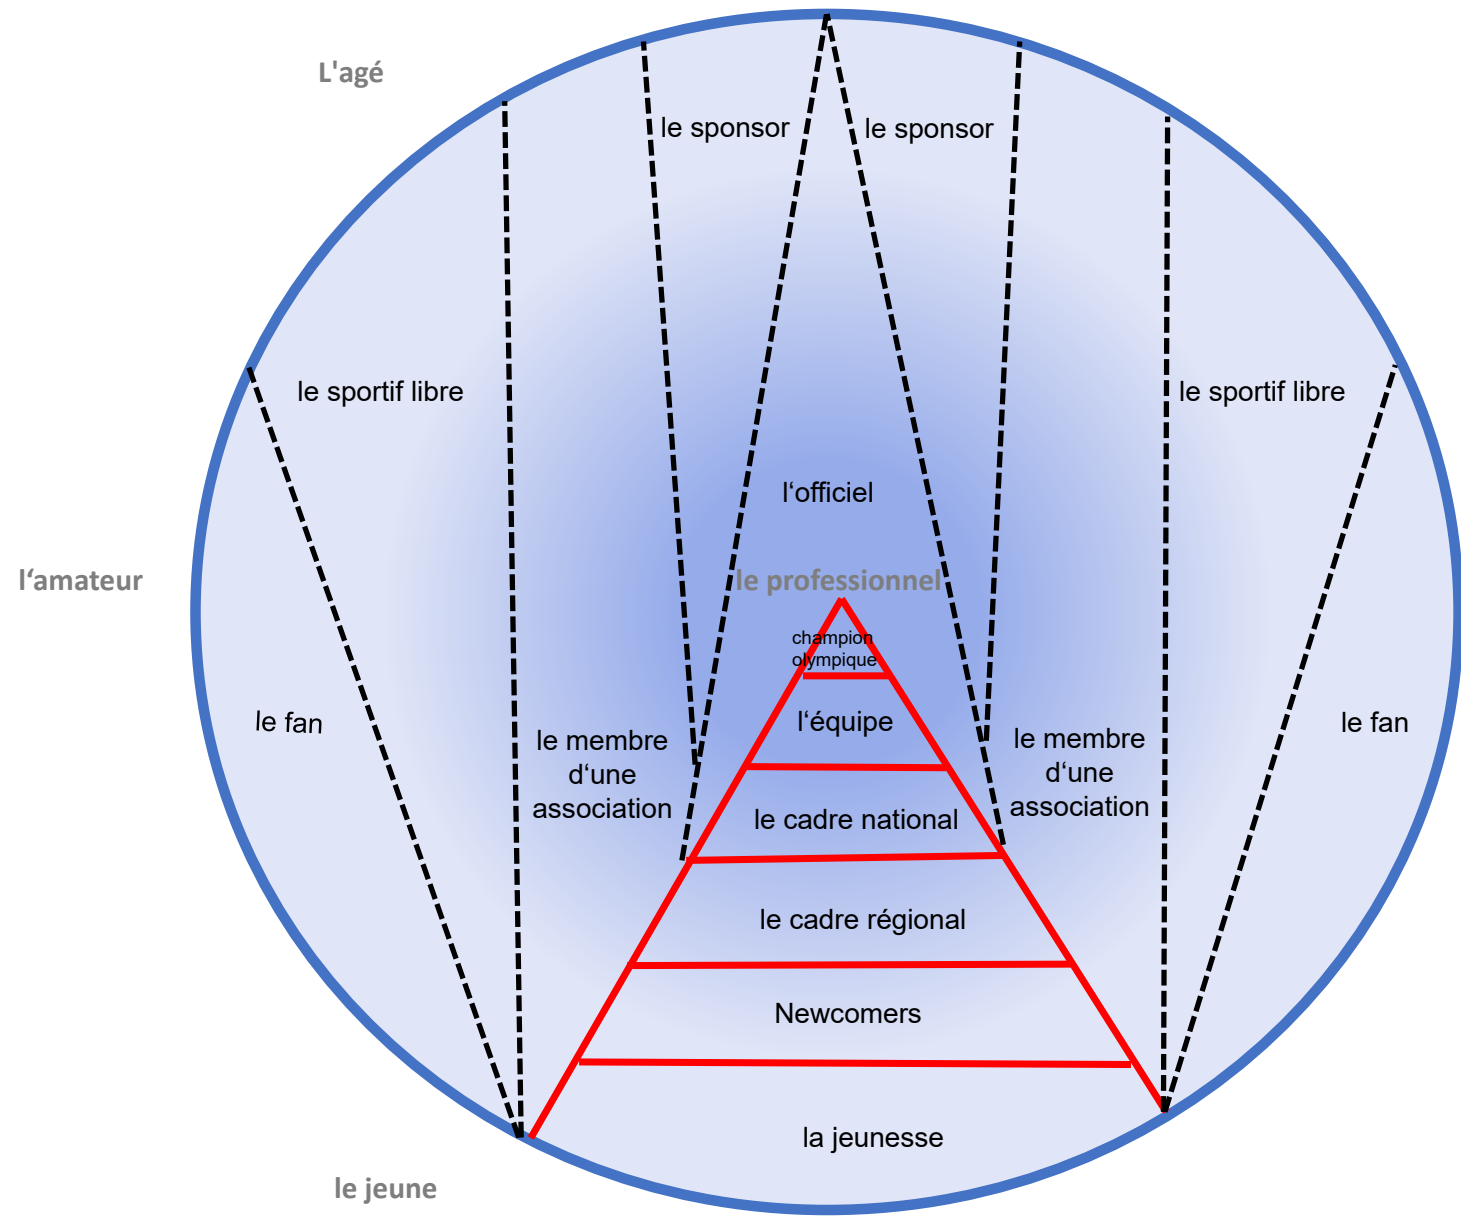 L'agé
le sponsor
le sponsor
le sportif libre
le sportif libre
l‘officiel
l‘amateur
le professionnel
champion
olympique
le fan
l‘équipe
le fan
le membre
d‘une
association
le membre
d‘une
association
le cadre national
le cadre régional
Newcomers
la jeunesse
le jeune